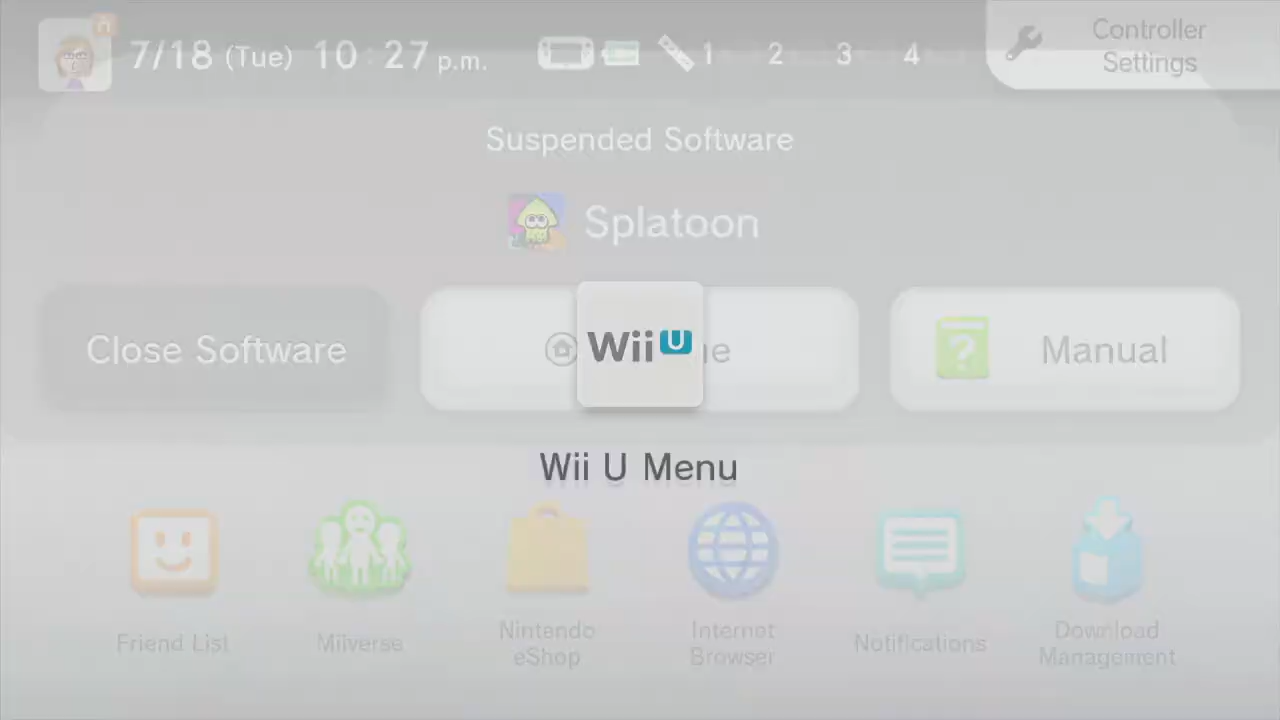 7/18 (Tue) 10:27 p.m.
1 2 3 4
Controller
Settings
Suspended Software
Splatoon
Close Software
Wii U
Manual
Wii U Menu
Friend List
Miiverse
Nintendo
eShop
Internet
Browser
Notifications
Download
Management